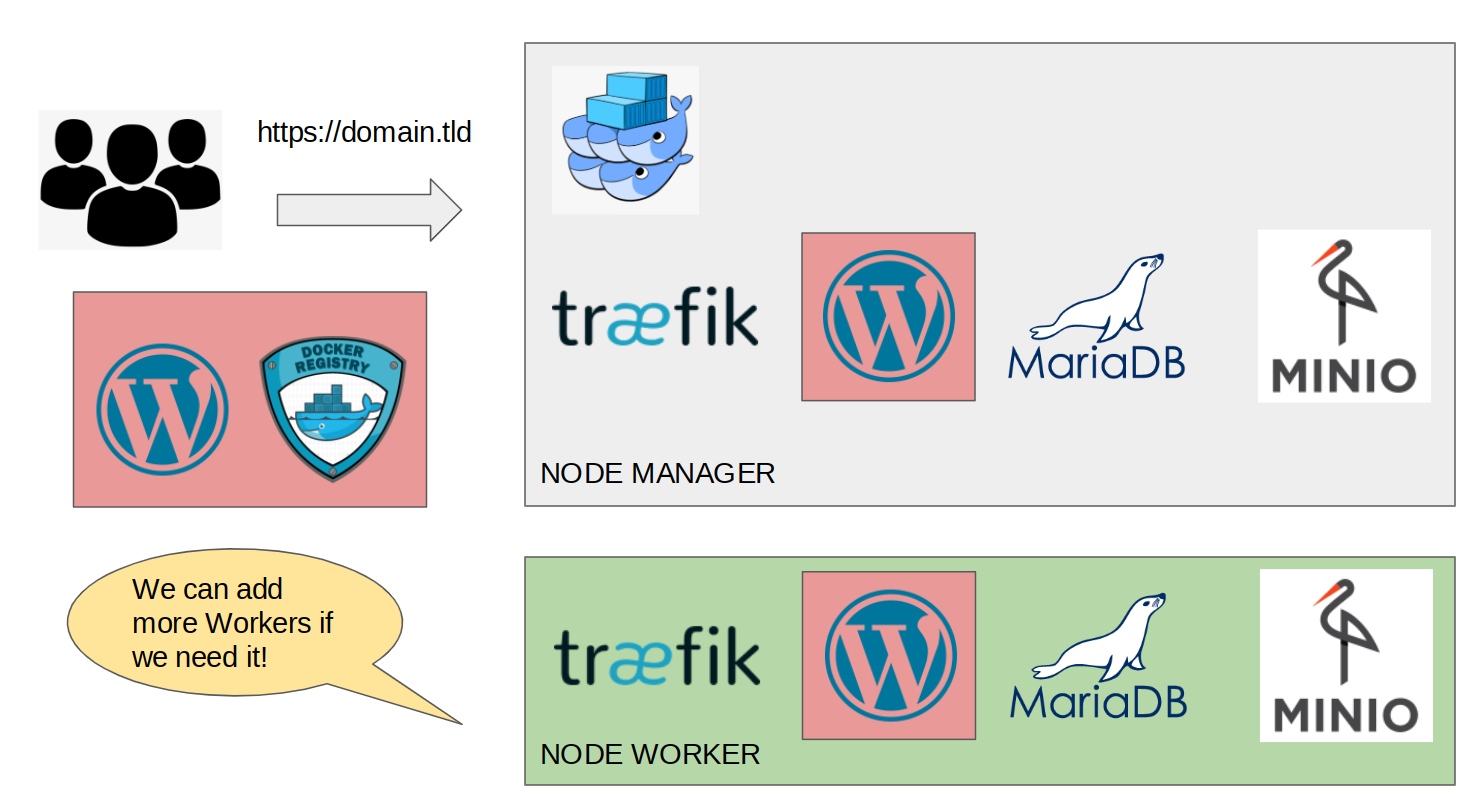 https://domain.tld
DOCKER
REGISTRY
We can add
more Workers if
we need it!
træfik
MariaDB
MINIO
NODE MANAGER
træfik
MariaDB
MINIO
NODE WORKER